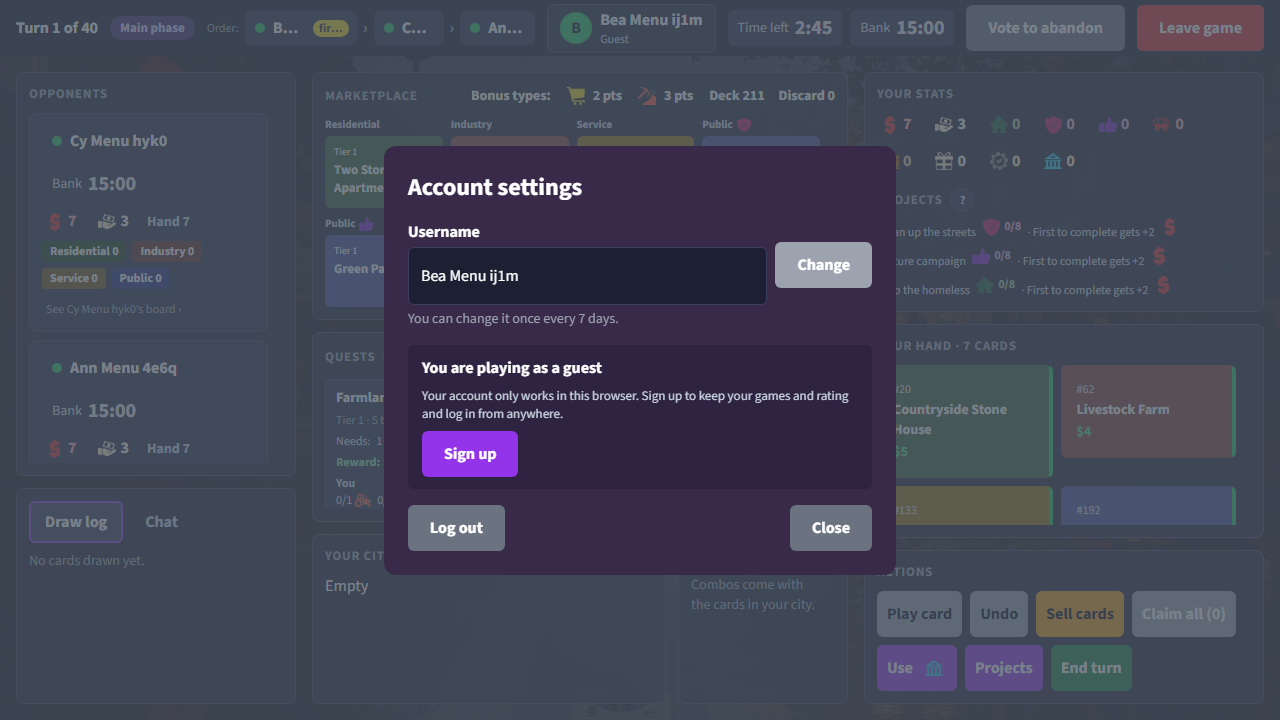 Turn 1 of 40
Main phase
Order:
B...
fir...
›
C...
›
An...
B
Bea Menu ij1m
Guest
Time left 2:45
Bank 15:00
Vote to abandon
Leave game
OPPONENTS
Cy Menu hyk0
Bank 15:00
7
3
Hand 7
Residential 0
Industry 0
Service 0
Public 0
See Cy Menu hyk0's board ›
Ann Menu 4e6q
Bank 15:00
7
3
Hand 7
Draw log
Chat
No cards drawn yet.
MARKETPLACE
Bonus types:
2 pts
3 pts
Deck 211
Discard 0
Residential
Industry
Service
Public
Tier 1
Two Stor
Apartme
Public
Tier 1
Green Pa
QUESTS
Farmlan
Tier 1 · 5 t
Needs: 1
Reward:
You
0/1
YOUR CIT
Empty
Combos come with
the cards in your city.
Account settings
Username
Bea Menu ij1m
Change
You can change it once every 7 days.
You are playing as a guest
Your account only works in this browser. Sign up to keep your games and rating
and log in from anywhere.
Sign up
Log out
Close
YOUR STATS
7
3
0
0
0
0
0
0
0
0
OJECTS
?
an up the streets 0/8 · First to complete gets +2
ure campaign 0/8 · First to complete gets +2
o the homeless 0/8 · First to complete gets +2
UR HAND · 7 CARDS
#20
Countryside Stone
House
$5
#62
Livestock Farm
$4
#133
#192
CTIONS
Play card
Undo
Sell cards
Claim all (0)
Use
Projects
End turn